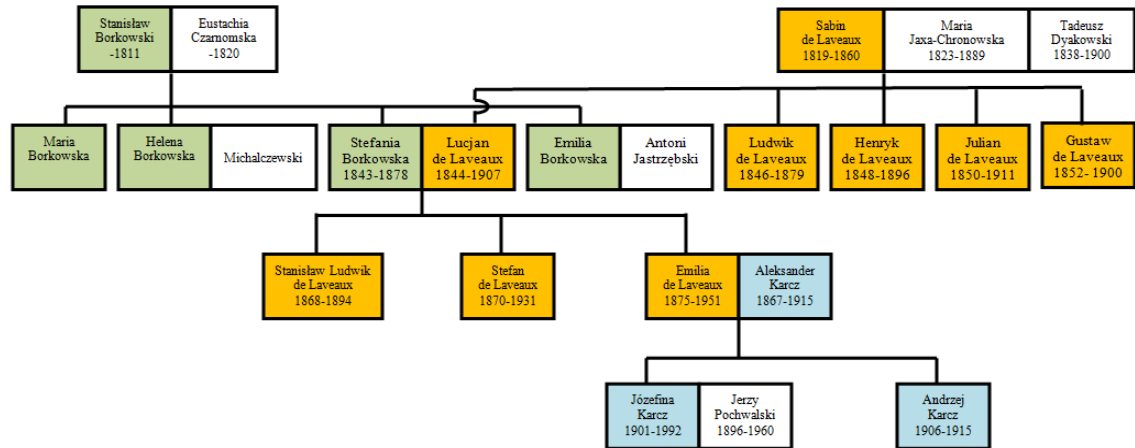 Stanisław
Borkowski
-1811
Eustachia
Czarnomska
-1820
Sabin
de Laveaux
1819-1860
Maria
Jaxa-Chronowska
1823-1889
Tadeusz
Dyakowski
1838-1900
Maria
Borkowska
Helena
Borkowska
Michalczewski
Stefania
Borkowska
1843-1878
Lucjan
de Laveaux
1844-1907
Emilia
Borkowska
Antoni
Jastrzębski
Ludwik
de Laveaux
1846-1879
Henryk
de Laveaux
1848-1896
Julian
de Laveaux
1850-1911
Gustaw
de Laveaux
1852- 1900
Stanisław Ludwik
de Laveaux
1868-1894
Stefan
de Laveaux
1870-1931
Emilia
de Laveaux
1875-1951
Aleksander
Karcz
1867-1915
Józefina
Karcz
1901-1992
Jerzy
Pochwalski
1896-1960
Andrzej
Karcz
1906-1915